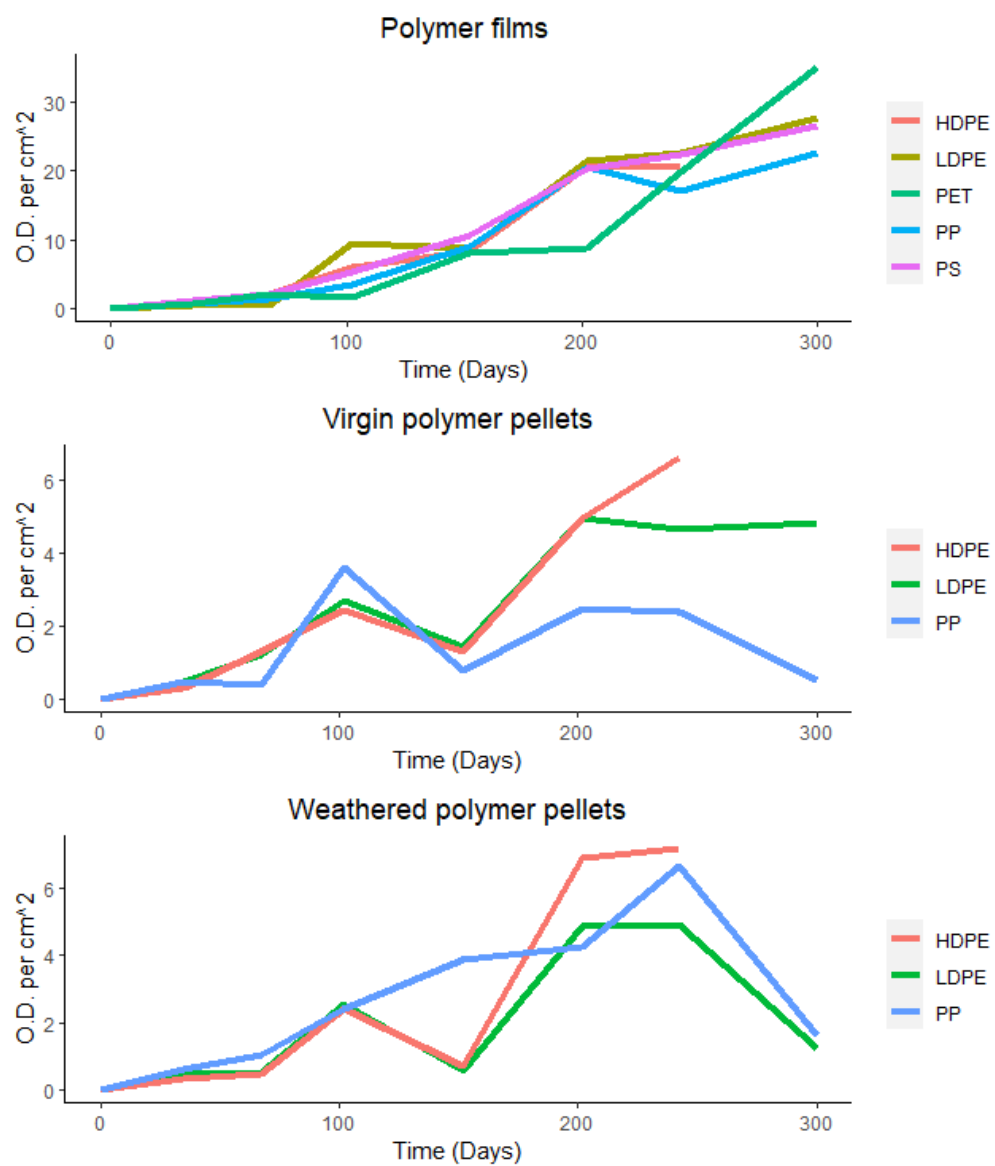 Polymer films
O.D. per cm^2
30
20
10
0
0 100 200 300
Time (Days)
HDPE
LDPE
PET
PP
PS
Virgin polymer pellets
O.D. per cm^2
6
4
2
0
0 100 200 300
Time (Days)
HDPE
LDPE
PP
Weathered polymer pellets
O.D. per cm^2
6
4
2
0
0 100 200 300
Time (Days)
HDPE
LDPE
PP